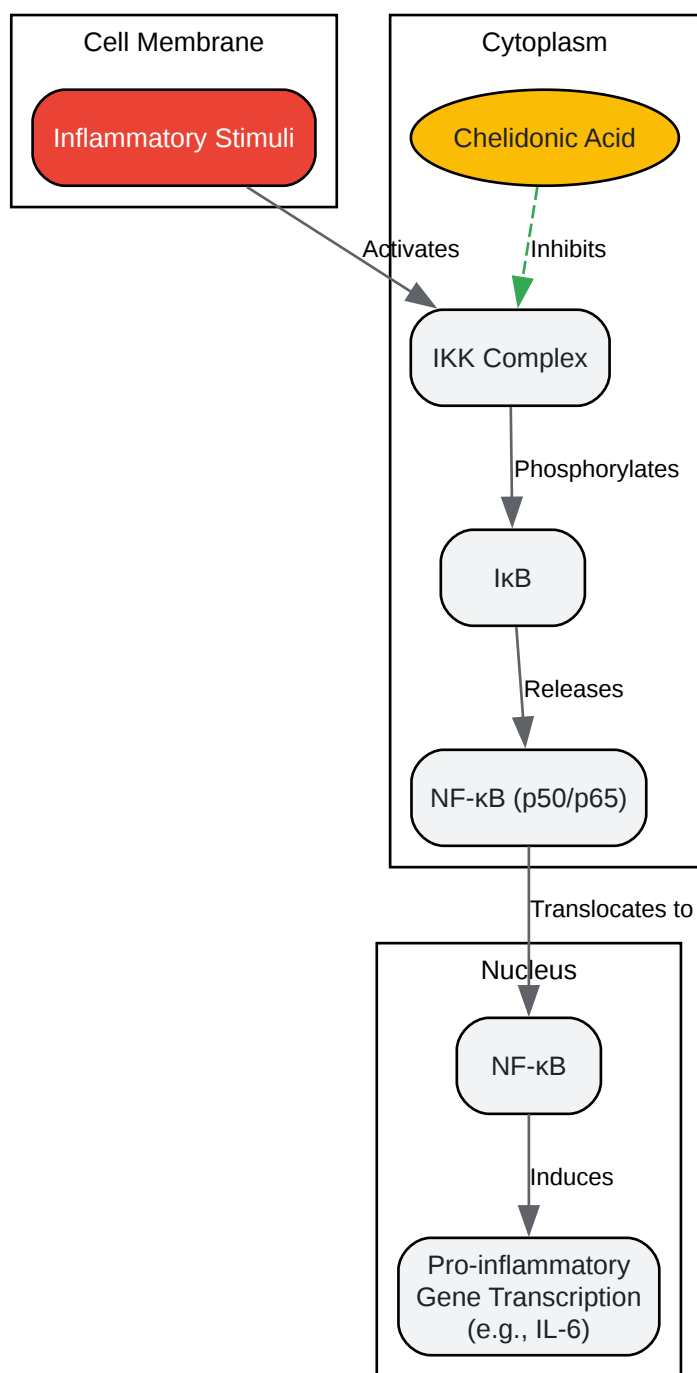 Cell Membrane
Inflammatory Stimuli
Cytoplasm
Chelidonic Acid
Activates
Inhibits
IKK Complex
Phosphorylates
IκB
Releases
NF-κB (p50/p65)
Translocates to
Nucleus
NF-κB
Induces
Pro-inflammatory
Gene Transcription
(e.g., IL-6)